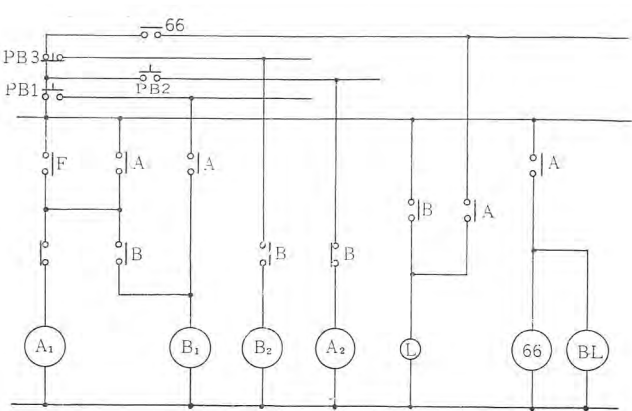 66
PB3
PB2
PB1
F A A A
B A
B B B
A₁ B₁ B₂ A₂ L 66 BL